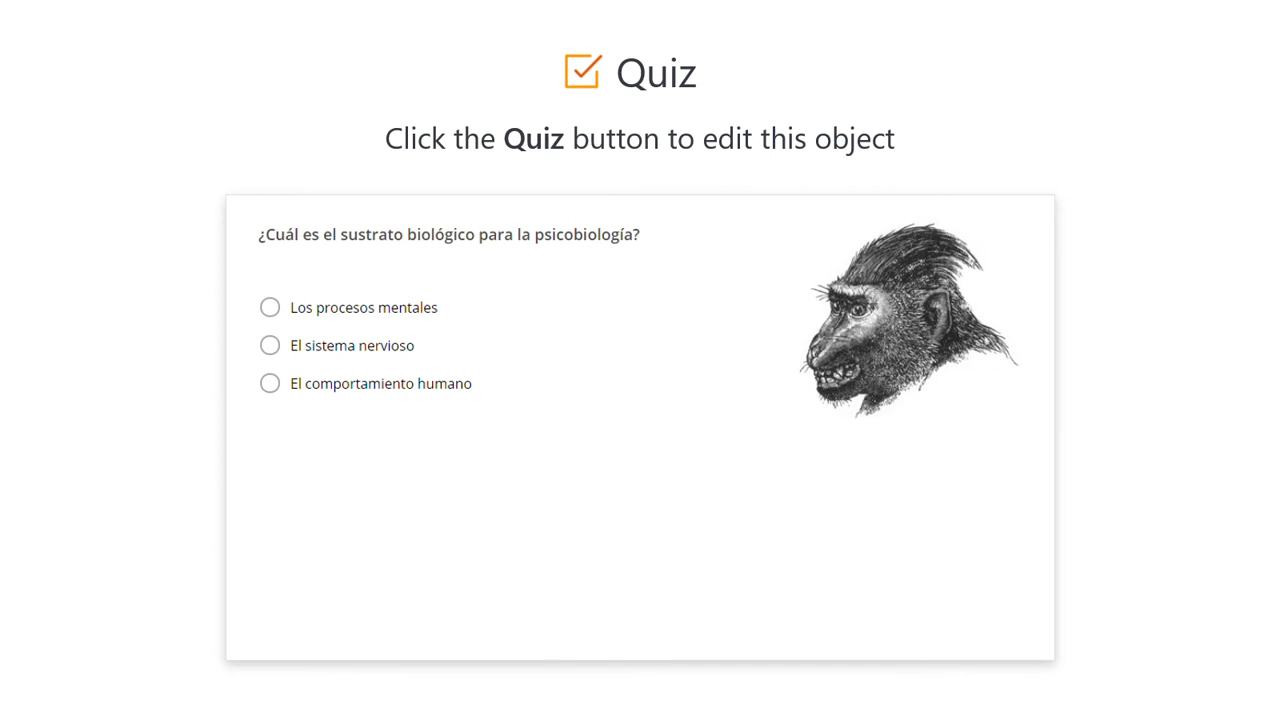 Quiz
Click the Quiz button to edit this object
¿Cuál es el sustrato biológico para la psicobiología?
Los procesos mentales
El sistema nervioso
El comportamiento humano